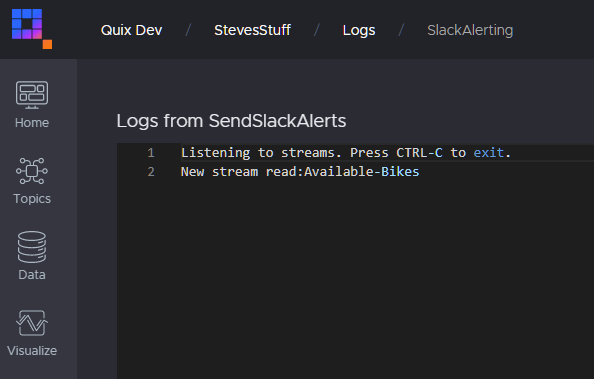 Quix Dev / StevesStuff / Logs / SlackAlerting
Home
Topics
Data
Visualize
Logs from SendSlackAlerts
1 Listening to streams. Press CTRL-C to exit.
2 New stream read:Available-Bikes